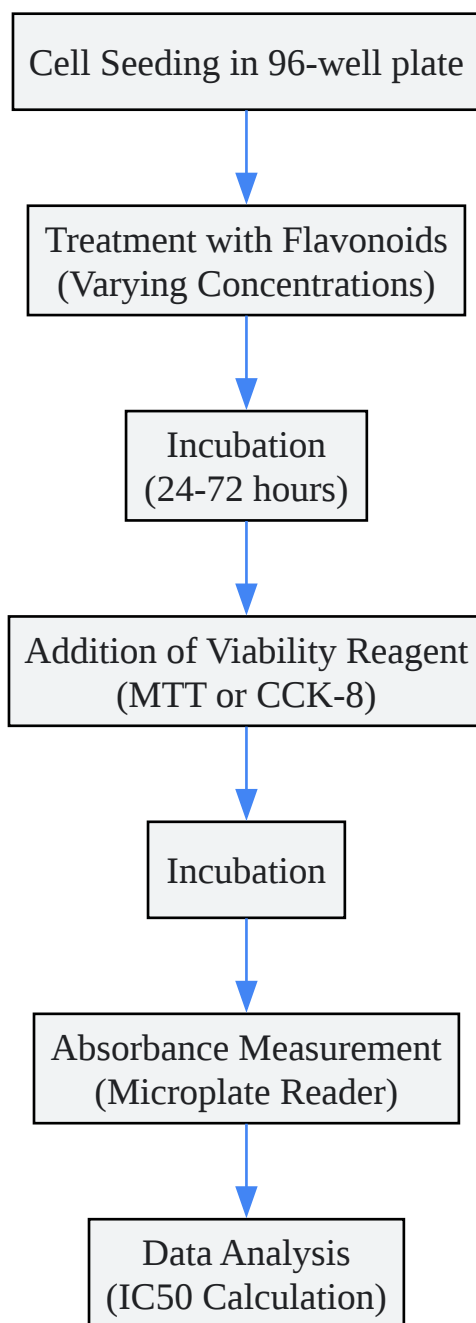 Cell Seeding in 96-well plate
Treatment with Flavonoids
(Varying Concentrations)
Incubation
(24-72 hours)
Addition of Viability Reagent
(MTT or CCK-8)
Incubation
Absorbance Measurement
(Microplate Reader)
Data Analysis
(IC50 Calculation)